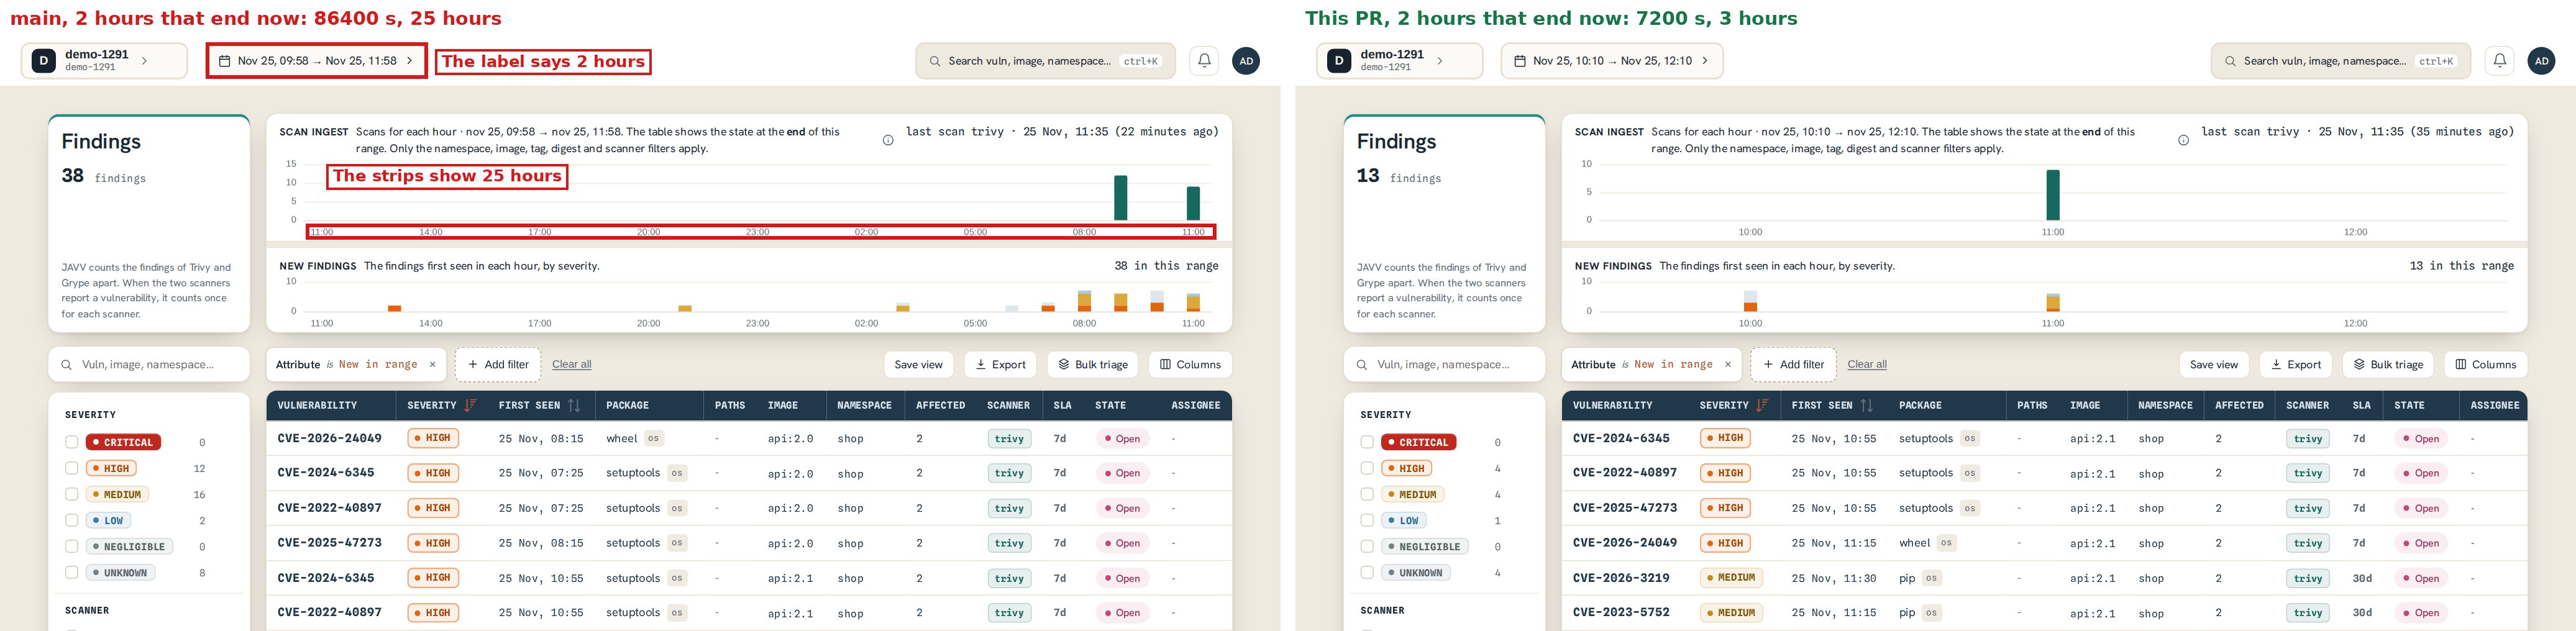 main, 2 hours that end now: 86400 s, 25 hours
D demo-1291 demo-1291
Nov 25, 09:58 → Nov 25, 11:58
The label says 2 hours
Search vuln, image, namespace... ctrl+K
AD
Findings
38 findings
JAVV counts the findings of Trivy and
Grype apart. When the two scanners
report a vulnerability, it counts once
for each scanner.
SCAN INGEST Scans for each hour · nov 25, 09:58 → nov 25, 11:58. The table shows the state at the end of this
range. Only the namespace, image, tag, digest and scanner filters apply.
last scan trivy · 25 Nov, 11:35 (22 minutes ago)
The strips show 25 hours
15
10
5
0
11:00 14:00 17:00 20:00 23:00 02:00 05:00 08:00 11:00
NEW FINDINGS The findings first seen in each hour, by severity.
38 in this range
10
0
11:00 14:00 17:00 20:00 23:00 02:00 05:00 08:00 11:00
Vuln, image, namespace...
Attribute is New in range ×
+ Add filter
Clear all
Save view
Export
Bulk triage
Columns
SEVERITY
CRITICAL 0
HIGH 12
MEDIUM 16
LOW 2
NEGLIGIBLE 0
UNKNOWN 8
SCANNER
VULNERABILITY SEVERITY FIRST SEEN PACKAGE PATHS IMAGE NAMESPACE AFFECTED SCANNER SLA STATE ASSIGNEE
CVE-2026-24049 HIGH 25 Nov, 08:15 wheel os - api:2.0 shop 2 trivy 7d Open -
CVE-2024-6345 HIGH 25 Nov, 07:25 setuptools os - api:2.0 shop 2 trivy 7d Open -
CVE-2022-40897 HIGH 25 Nov, 07:25 setuptools os - api:2.0 shop 2 trivy 7d Open -
CVE-2025-47273 HIGH 25 Nov, 08:15 setuptools os - api:2.0 shop 2 trivy 7d Open -
CVE-2024-6345 HIGH 25 Nov, 10:55 setuptools os - api:2.1 shop 2 trivy 7d Open -
CVE-2022-40897 HIGH 25 Nov, 10:55 setuptools os - api:2.1 shop 2 trivy 7d Open -
This PR, 2 hours that end now: 7200 s, 3 hours
D demo-1291 demo-1291
Nov 25, 10:10 → Nov 25, 12:10
Search vuln, image, namespace... ctrl+K
AD
Findings
13 findings
JAVV counts the findings of Trivy and
Grype apart. When the two scanners
report a vulnerability, it counts once
for each scanner.
SCAN INGEST Scans for each hour · nov 25, 10:10 → nov 25, 12:10. The table shows the state at the end of this
range. Only the namespace, image, tag, digest and scanner filters apply.
last scan trivy · 25 Nov, 11:35 (35 minutes ago)
10
5
0
10:00 11:00 12:00
NEW FINDINGS The findings first seen in each hour, by severity.
13 in this range
10
0
10:00 11:00 12:00
Vuln, image, namespace...
Attribute is New in range ×
+ Add filter
Clear all
Save view
Export
Bulk triage
Columns
SEVERITY
CRITICAL 0
HIGH 4
MEDIUM 4
LOW 1
NEGLIGIBLE 0
UNKNOWN 4
SCANNER
VULNERABILITY SEVERITY FIRST SEEN PACKAGE PATHS IMAGE NAMESPACE AFFECTED SCANNER SLA STATE ASSIGNEE
CVE-2024-6345 HIGH 25 Nov, 10:55 setuptools os - api:2.1 shop 2 trivy 7d Open -
CVE-2022-40897 HIGH 25 Nov, 10:55 setuptools os - api:2.1 shop 2 trivy 7d Open -
CVE-2025-47273 HIGH 25 Nov, 10:55 setuptools os - api:2.1 shop 2 trivy 7d Open -
CVE-2026-24049 HIGH 25 Nov, 11:15 wheel os - api:2.1 shop 2 trivy 7d Open -
CVE-2026-3219 MEDIUM 25 Nov, 11:30 pip os - api:2.1 shop 2 trivy 30d Open -
CVE-2023-5752 MEDIUM 25 Nov, 11:15 pip os - api:2.1 shop 2 trivy 30d Open -